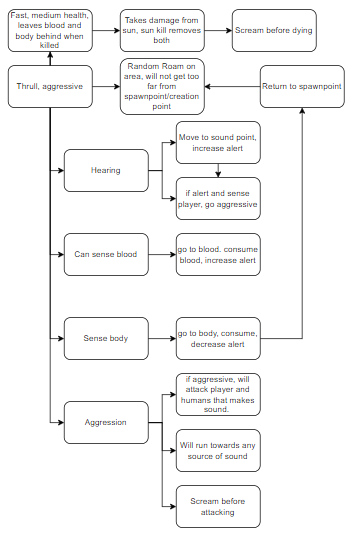 Fast, medium health,
leaves blood and
body behind when
killed
Takes damage from
sun, sun kill removes
both
Scream before dying
Thrull, aggressive
Random Roam on
area, will not get too
far from
spawnpoint/creation
point
Return to spawnpoint
Hearing
Move to sound point,
increase alert
if alert and sense
player, go aggressive
Can sense blood
go to blood. consume
blood, increase alert
Sense body
go to body, consume,
decrease alert
Aggression
if aggressive, will
attack player and
humans that makes
sound.
Will run towards any
source of sound
Scream before
attacking